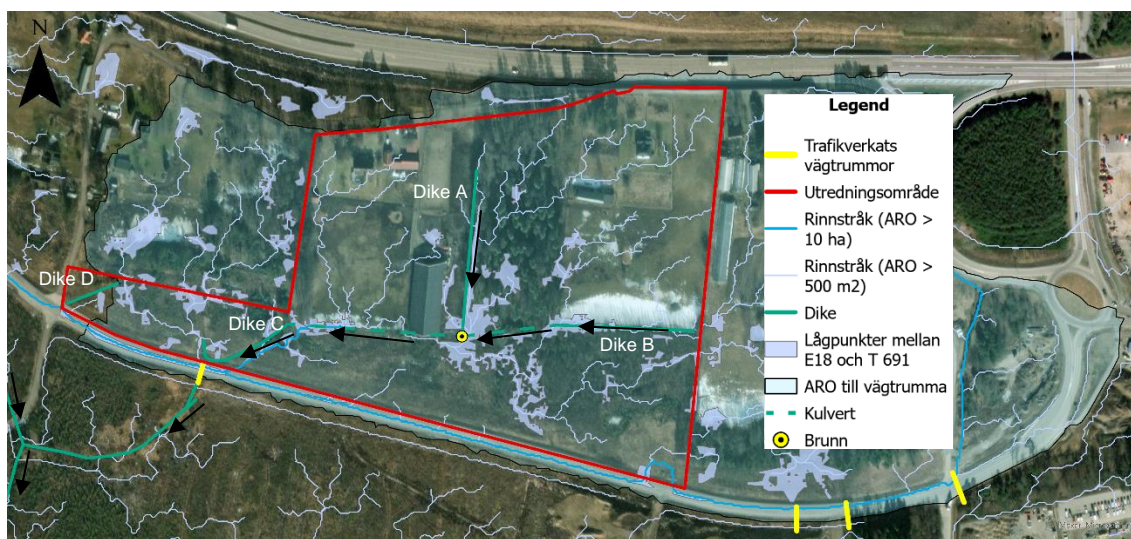 N
Dike A
Dike D
Dike C
Dike B
Legend
Trafikverkats
vägtrummor
Utredningsområde
Rinnstråk (ARO >
10 ha)
Rinnstråk (ARO >
500 m2)
Dike
Lågpunkter mellan
E18 och T 691
ARO till vägtrumma
Kulvert
Brunn